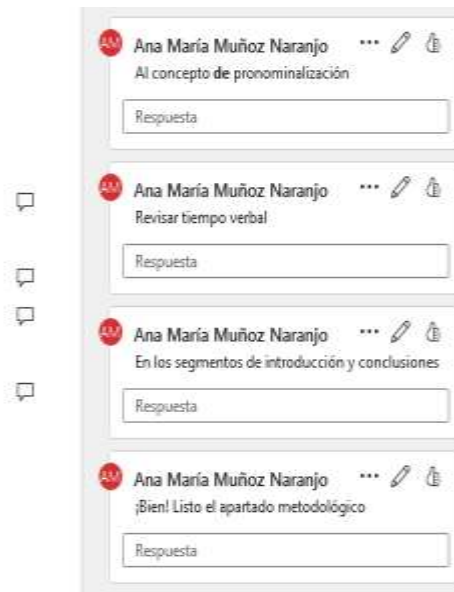 AM Ana María Muñoz Naranjo
Al concepto de pronominalización
Respuesta
AM Ana María Muñoz Naranjo
Revisar tiempo verbal
Respuesta
AM Ana María Muñoz Naranjo
En los segmentos de introducción y conclusiones
Respuesta
AM Ana María Muñoz Naranjo
¡Bien! Listo el apartado metodológico
Respuesta